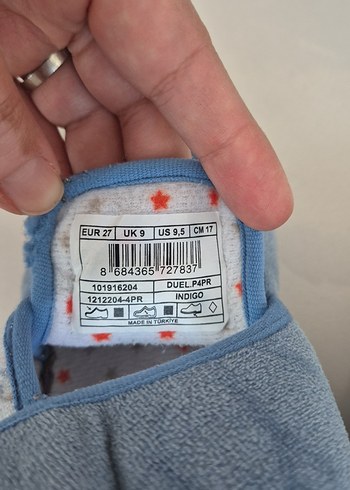 EUR 27 UK 9 US 9,5 CM 17
8 684365 727837
101916204 DUEL.P4PR
1212204-4PR INDIGO
MADE IN TÜRKİYE